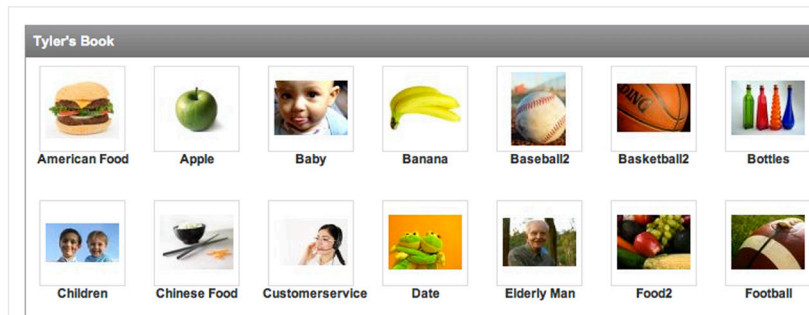 Tyler's Book
American Food
Apple
Baby
Banana
Baseball2
Basketball2
Bottles
Children
Chinese Food
Customerservice
Date
Elderly Man
Food2
Football